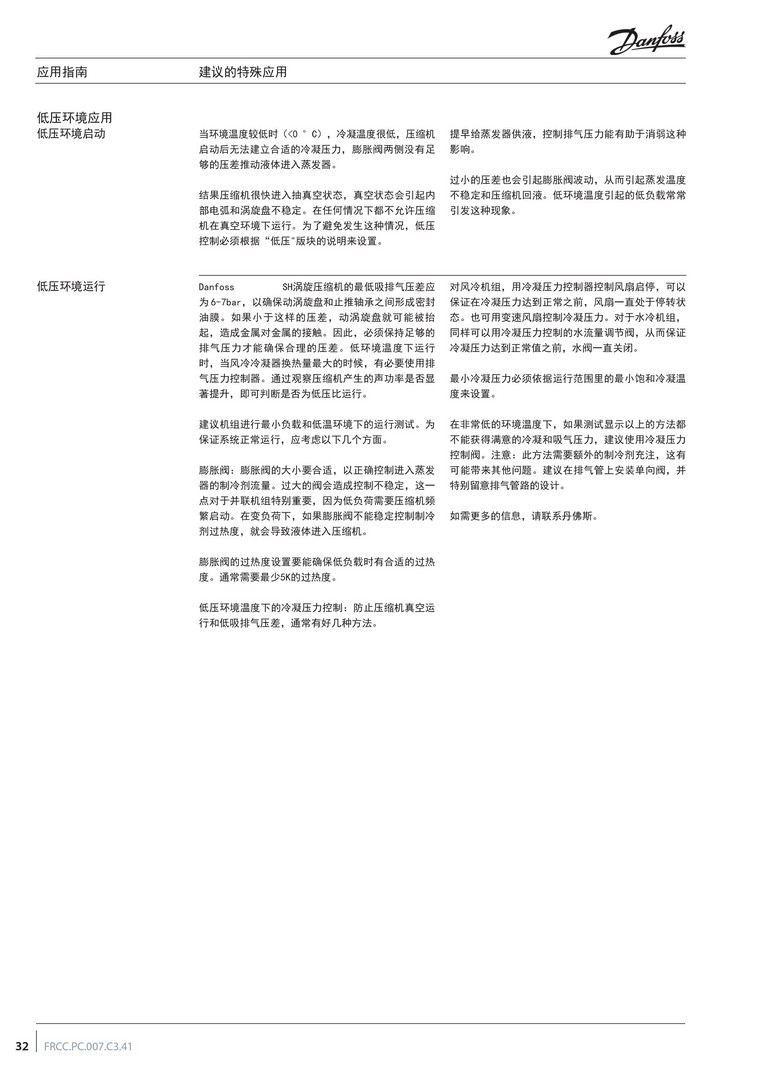 Danfoss
应用指南
建议的特殊应用
低压环境应用
低压环境启动
当环境温度较低时（<0 ° C），冷凝温度很低，压缩机
启动后无法建立合适的冷凝压力，膨胀阀两侧没有足
够的压差推动液体进入蒸发器。
结果压缩机很快进入抽真空状态，真空状态会引起内
部电弧和涡旋盘不稳定。在任何情况下都不允许压缩
机在真空环境下运行。为了避免发生这种情况，低压
控制必须根据“低压"版块的说明来设置。
提早给蒸发器供液，控制排气压力能有助于消弱这种
影响。
过小的压差也会引起膨胀阀波动，从而引起蒸发温度
不稳定和压缩机回液。低环境温度引起的低负载常常
引发这种现象。
低压环境运行
Danfoss SH涡旋压缩机的最低吸排气压差应
为6-7bar，以确保动涡旋盘和止推轴承之间形成密封
油膜。如果小于这样的压差，动涡旋盘就可能被抬
起，造成金属对金属的接触。因此，必须保持足够的
排气压力才能确保合理的压差。低环境温度下运行
时，当风冷冷凝器换热量最大的时候，有必要使用排
气压力控制器。通过观察压缩机产生的声功率是否显
著提升，即可判断是否为低压比运行。
建议机组进行最小负载和低温环境下的运行测试。为
保证系统正常运行，应考虑以下几个方面。
膨胀阀：膨胀阀的大小要合适，以正确控制进入蒸发
器的制冷剂流量。过大的阀会造成控制不稳定，这一
点对于并联机组特别重要，因为低负荷需要压缩机频
繁启动。在变负荷下，如果膨胀阀不能稳定控制制冷
剂过热度，就会导致液体进入压缩机。
膨胀阀的过热度设置要能确保低负载时有合适的过热
度。通常需要最少5K的过热度。
低压环境温度下的冷凝压力控制：防止压缩机真空运
行和低吸排气压差，通常有好几种方法。
对风冷机组，用冷凝压力控制器控制风扇启停，可以
保证在冷凝压力达到正常之前，风扇一直处于停转状
态。也可用变速风扇控制冷凝压力。对于水冷机组，
同样可以用冷凝压力控制的水流量调节阀，从而保证
冷凝压力达到正常值之前，水阀一直关闭。
最小冷凝压力必须依据运行范围里的最小饱和冷凝温
度来设置。
在非常低的环境温度下，如果测试显示以上的方法都
不能获得满意的冷凝和吸气压力，建议使用冷凝压力
控制阀。注意：此方法需要额外的制冷剂充注，这有
可能带来其他问题。建议在排气管上安装单向阀，并
特别留意排气管路的设计。
如需更多的信息，请联系丹佛斯。
32 FRCC.PC.007.C3.41